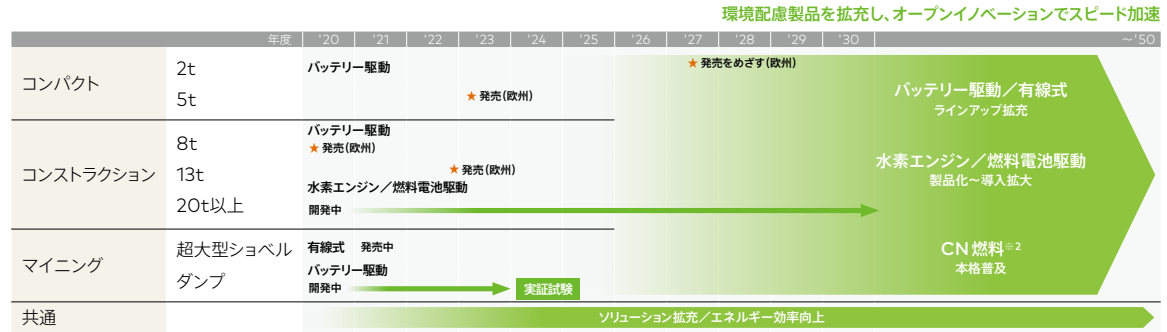 環境配慮製品を拡充し、オープンイノベーションでスピード加速
年度 '20 '21 '22 '23 '24 '25 '26 '27 '28 '29 '30 ～'50
コンパクト
2t
5t
バッテリー駆動
★発売（欧州）
★発売をめざす（欧州）
バッテリー駆動／有線式
ラインアップ拡充
コンストラクション
8t
13t
20t以上
バッテリー駆動
★発売（欧州）
★発売（欧州）
水素エンジン／燃料電池駆動
開発中
水素エンジン／燃料電池駆動
製品化～導入拡大
マイニング
超大型ショベル
ダンプ
有線式 発売中
バッテリー駆動
開発中
実証試験
CN燃料※2
本格普及
共通
ソリューション拡充／エネルギー効率向上